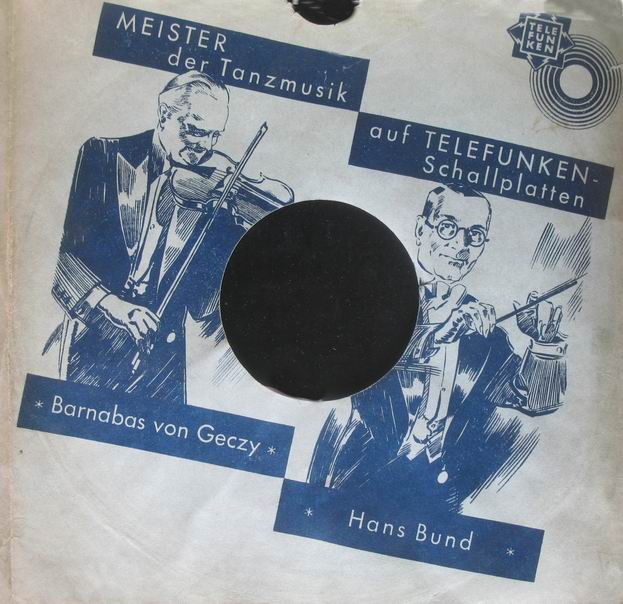 MEISTER
der Tanzmusik
TELE
FUN
KEN
auf TELEFUNKEN-
Schallplatten
* Barnabas von Geczy *
* Hans Bund *